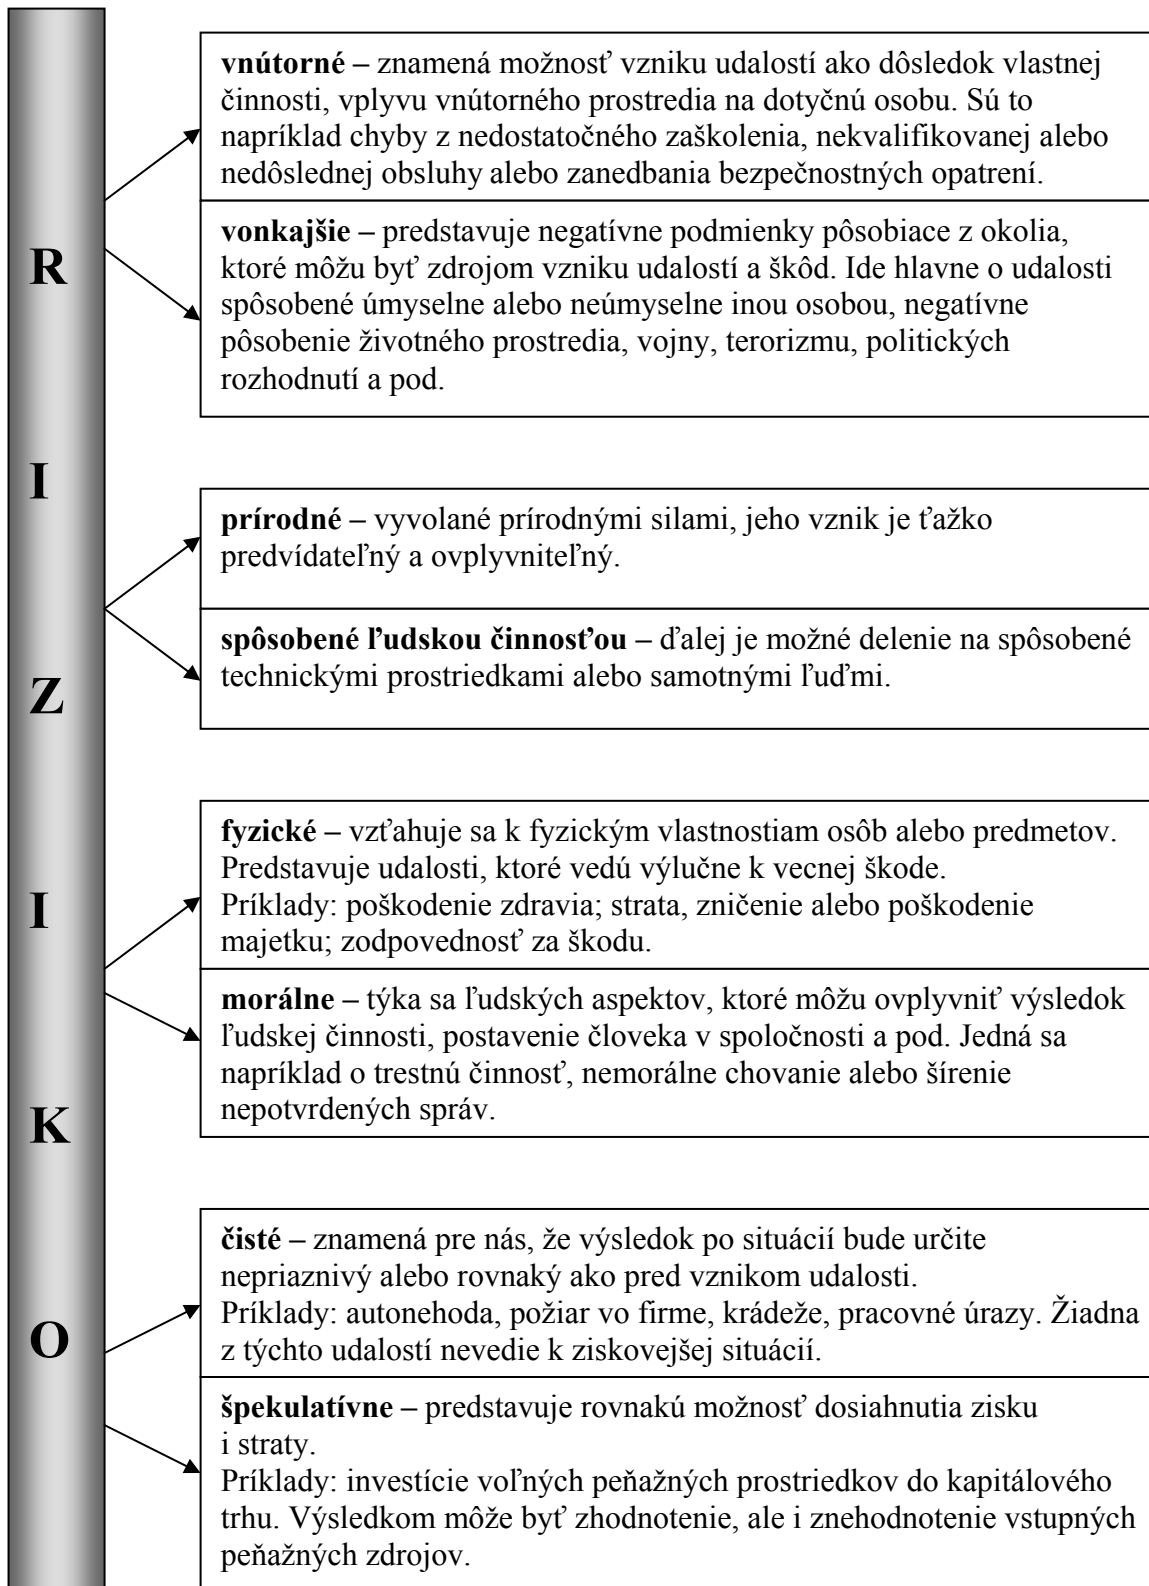 R
I
Z
I
K
O
vnútorné – znamená možnosť vzniku udalostí ako dôsledok vlastnej
činnosti, vplyvu vnútorného prostredia na dotyčnú osobu. Sú to
napríklad chyby z nedostatočného zaškolenia, nekvalifikovanej alebo
nedôslednej obsluhy alebo zanedbania bezpečnostných opatrení.
vonkajšie – predstavuje negatívne podmienky pôsobiace z okolia,
ktoré môžu byť zdrojom vzniku udalostí a škôd. Ide hlavne o udalosti
spôsobené úmyselne alebo neúmyselne inou osobou, negatívne
pôsobenie životného prostredia, vojny, terorizmu, politických
rozhodnutí a pod.
prírodné – vyvolané prírodnými silami, jeho vznik je ťažko
predvídateľný a ovplyvniteľný.
spôsobené ľudskou činnosťou – ďalej je možné delenie na spôsobené
technickými prostriedkami alebo samotnými ľuďmi.
fyzické – vzťahuje sa k fyzickým vlastnostiam osôb alebo predmetov.
Predstavuje udalosti, ktoré vedú výlučne k vecnej škode.
Príklady: poškodenie zdravia; strata, zničenie alebo poškodenie
majetku; zodpovednosť za škodu.
morálne – týka sa ľudských aspektov, ktoré môžu ovplyvniť výsledok
ľudskej činnosti, postavenie človeka v spoločnosti a pod. Jedná sa
napríklad o trestnú činnosť, nemorálne chovanie alebo šírenie
nepotvrdených správ.
čisté – znamená pre nás, že výsledok po situácií bude určite
nepriaznivý alebo rovnaký ako pred vznikom udalosti.
Príklady: autonehoda, požiar vo firme, krádeže, pracovné úrazy. Žiadna
z týchto udalostí nevedie k ziskovejšej situácií.
špekulatívne – predstavuje rovnakú možnosť dosiahnutia zisku
i straty.
Príklady: investície voľných peňažných prostriedkov do kapitálového
trhu. Výsledkom môže byť zhodnotenie, ale i znehodnotenie vstupných
peňažných zdrojov.